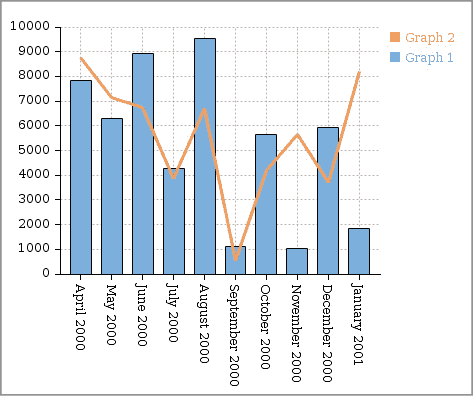 10000
9000
8000
7000
6000
5000
4000
3000
2000
1000
0
Graph 2
Graph 1
April 2000
May 2000
June 2000
July 2000
August 2000
September 2000
October 2000
November 2000
December 2000
January 2001